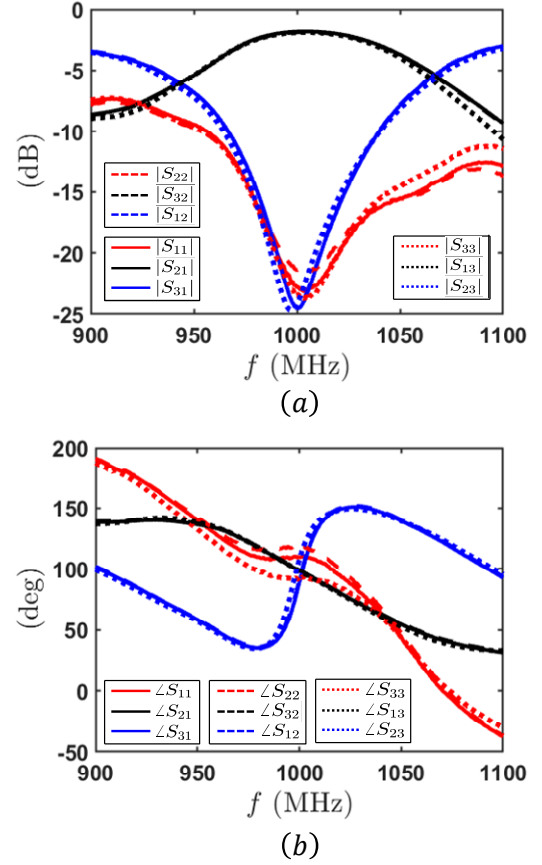 0
-5
-10
-15
-20
-25
(dB)
|S₂₂|
|S₃₂|
|S₁₂|
|S₁₁|
|S₂₁|
|S₃₁|
|S₃₃|
|S₁₃|
|S₂₃|
900 950 1000 1050 1100
f (MHz)
(a)
200
150
100
50
0
-50
(deg)
∠S₁₁
∠S₂₁
∠S₃₁
∠S₂₂
∠S₃₂
∠S₁₂
∠S₃₃
∠S₁₃
∠S₂₃
900 950 1000 1050 1100
f (MHz)
(b)